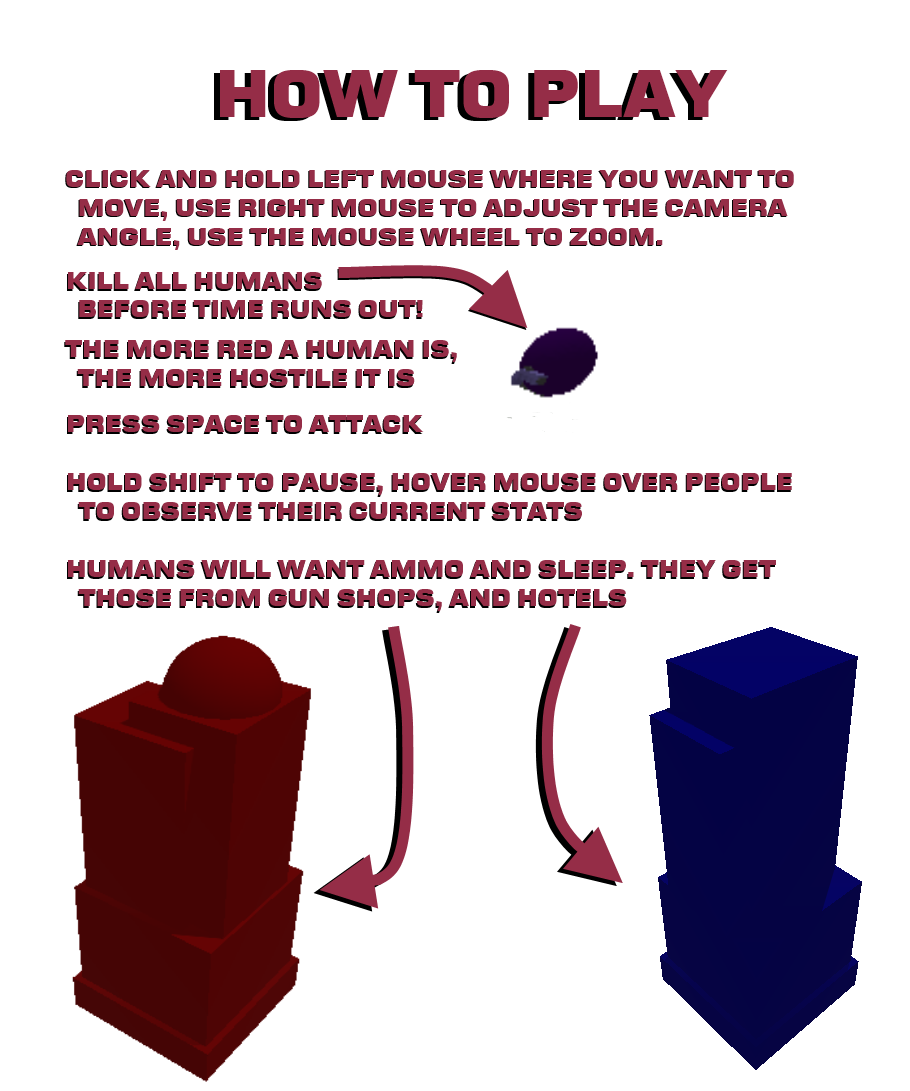 HOW TO PLAY
CLICK AND HOLD LEFT MOUSE WHERE YOU WANT TO
MOVE, USE RIGHT MOUSE TO ADJUST THE CAMERA
ANGLE, USE THE MOUSE WHEEL TO ZOOM.
KILL ALL HUMANS
BEFORE TIME RUNS OUT!
THE MORE RED A HUMAN IS,
THE MORE HOSTILE IT IS
PRESS SPACE TO ATTACK
HOLD SHIFT TO PAUSE, HOVER MOUSE OVER PEOPLE
TO OBSERVE THEIR CURRENT STATS
HUMANS WILL WANT AMMO AND SLEEP. THEY GET
THOSE FROM GUN SHOPS, AND HOTELS